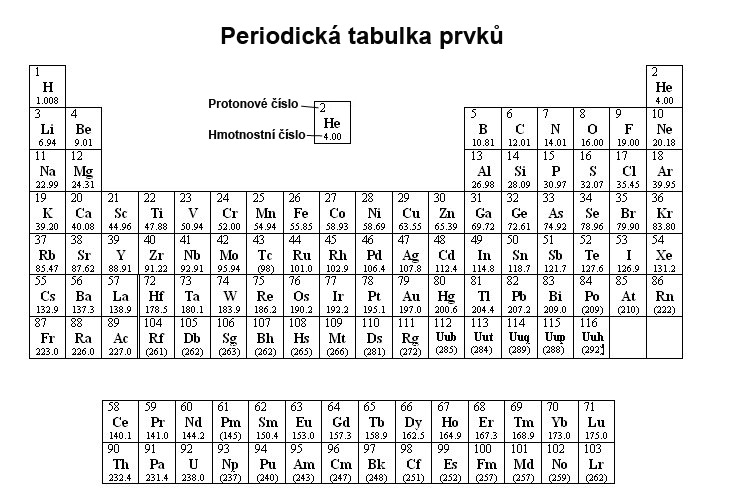 Periodická tabulka prvků
1 2
H He
1.008 4.00
Protonové číslo 2
He
Hmotnostní číslo 4.00
3 4 5 6 7 8 9 10
Li Be B C N O F Ne
6.94 9.01 10.81 12.01 14.01 16.00 19.00 20.18
11 12 13 14 15 16 17 18
Na Mg Al Si P S Cl Ar
22.99 24.31 26.98 28.09 30.97 32.07 35.45 39.95
19 20 21 22 23 24 25 26 27 28 29 30 31 32 33 34 35 36
K Ca Sc Ti V Cr Mn Fe Co Ni Cu Zn Ga Ge As Se Br Kr
39.20 40.08 44.96 47.88 50.94 52.00 54.94 55.85 58.93 58.69 63.55 65.39 69.72 72.61 74.92 78.96 79.90 83.80
37 38 39 40 41 42 43 44 45 46 47 48 49 50 51 52 53 54
Rb Sr Y Zr Nb Mo Tc Ru Rh Pd Ag Cd In Sn Sb Te I Xe
85.47 87.62 88.91 91.22 92.91 95.94 (98) 101.0 102.9 106.4 107.8 112.4 114.8 118.7 121.7 127.6 126.9 131.2
55 56 57 72 73 74 75 76 77 78 79 80 81 82 83 84 85 86
Cs Ba La Hf Ta W Re Os Ir Pt Au Hg Tl Pb Bi Po At Rn
132.9 137.3 138.9 178.5 180.1 183.9 186.2 190.2 192.2 195.1 197.0 200.6 204.4 207.2 209.0 (209) (210) (222)
87 88 89 104 105 106 107 108 109 110 111 112 113 114 115 116
Fr Ra Ac Rf Db Sg Bh Hs Mt Ds Rg Uub Uut Uuq Uup Uuh
223.0 226.0 227.0 (261) (262) (263) (262) (265) (266) (281) (272) (285) (284) (289) (288) (292)
58 59 60 61 62 63 64 65 66 67 68 69 70 71
Ce Pr Nd Pm Sm Eu Gd Tb Dy Ho Er Tm Yb Lu
140.1 141.0 144.2 (145) 150.4 153.0 157.3 158.9 162.5 164.9 167.3 168.9 173.0 175.0
90 91 92 93 94 95 96 97 98 99 100 101 102 103
Th Pa U Np Pu Am Cm Bk Cf Es Fm Md No Lr
232.4 231.4 238.0 (237) (240) (243) (247) (248) (251) (252) (257) (257) (259) (262)